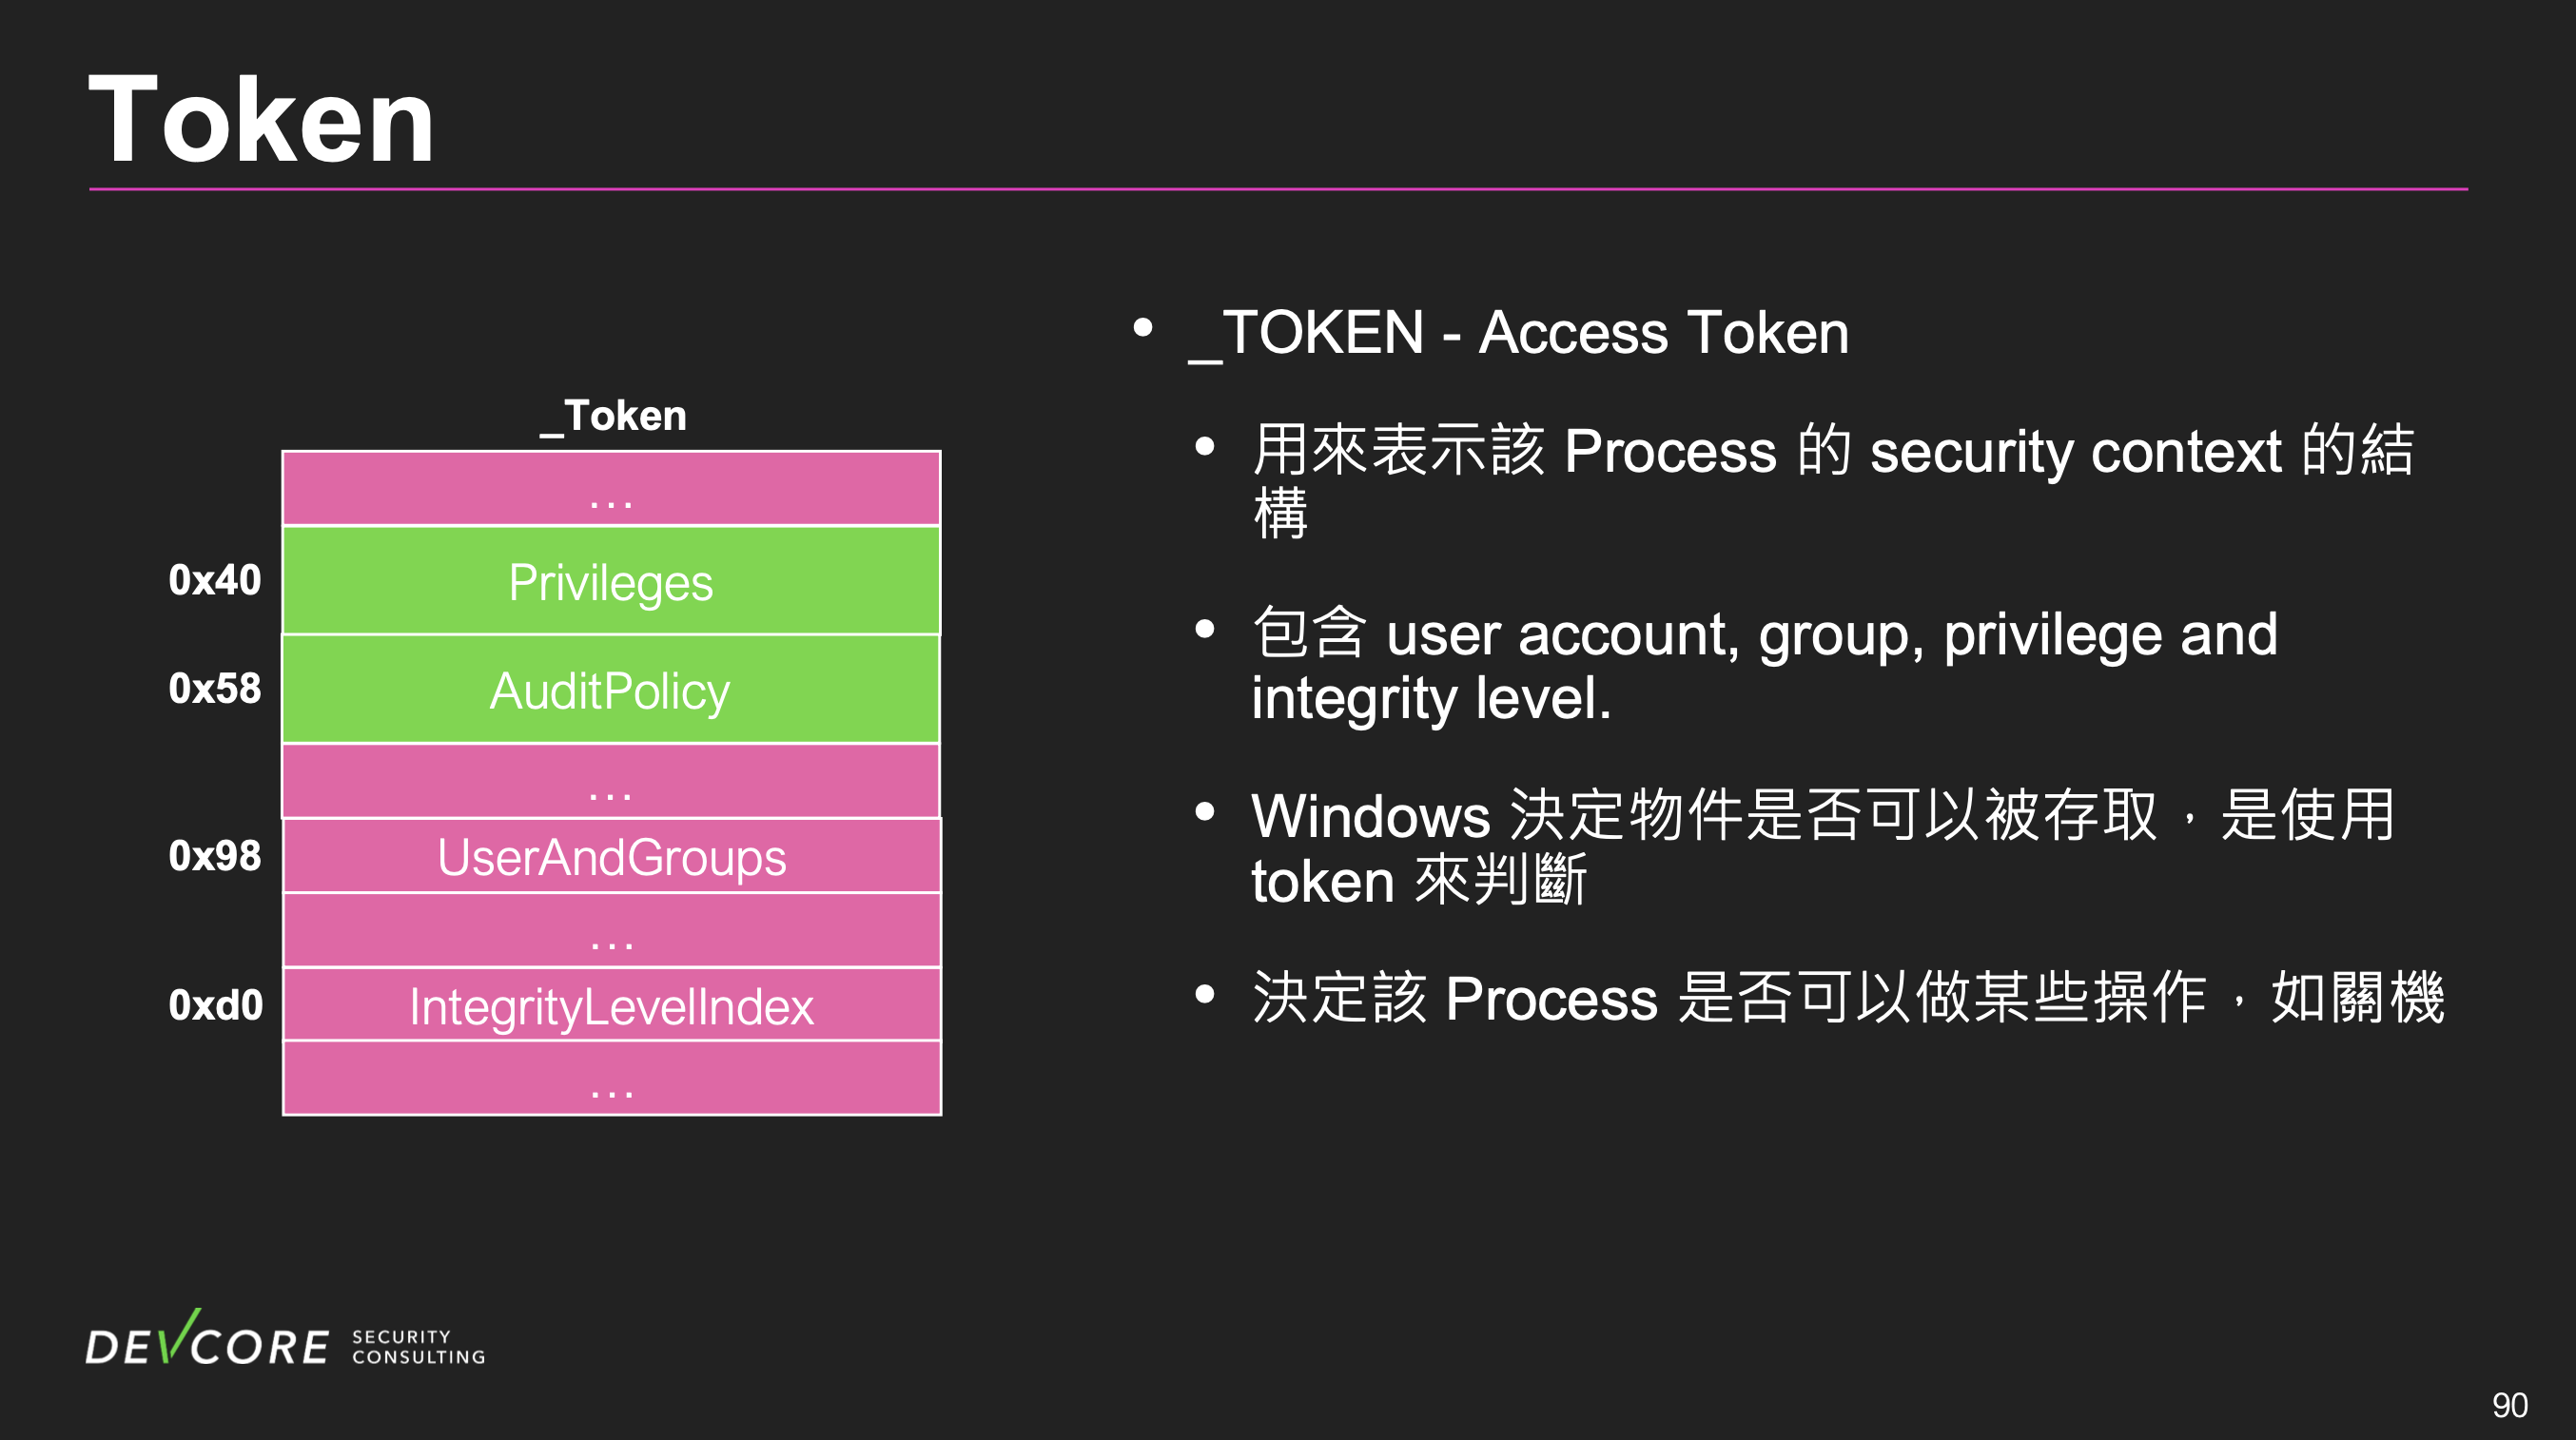 Token
_Token
…
0x40 Privileges
0x58 AuditPolicy
…
0x98 UserAndGroups
…
0xd0 IntegrityLevelIndex
…
• _TOKEN - Access Token
• 用來表示該 Process 的 security context 的結
構
• 包含 user account, group, privilege and
integrity level.
• Windows 決定物件是否可以被存取，是使用
token 來判斷
• 決定該 Process 是否可以做某些操作，如關機
DEVCORE SECURITY
CONSULTING
90